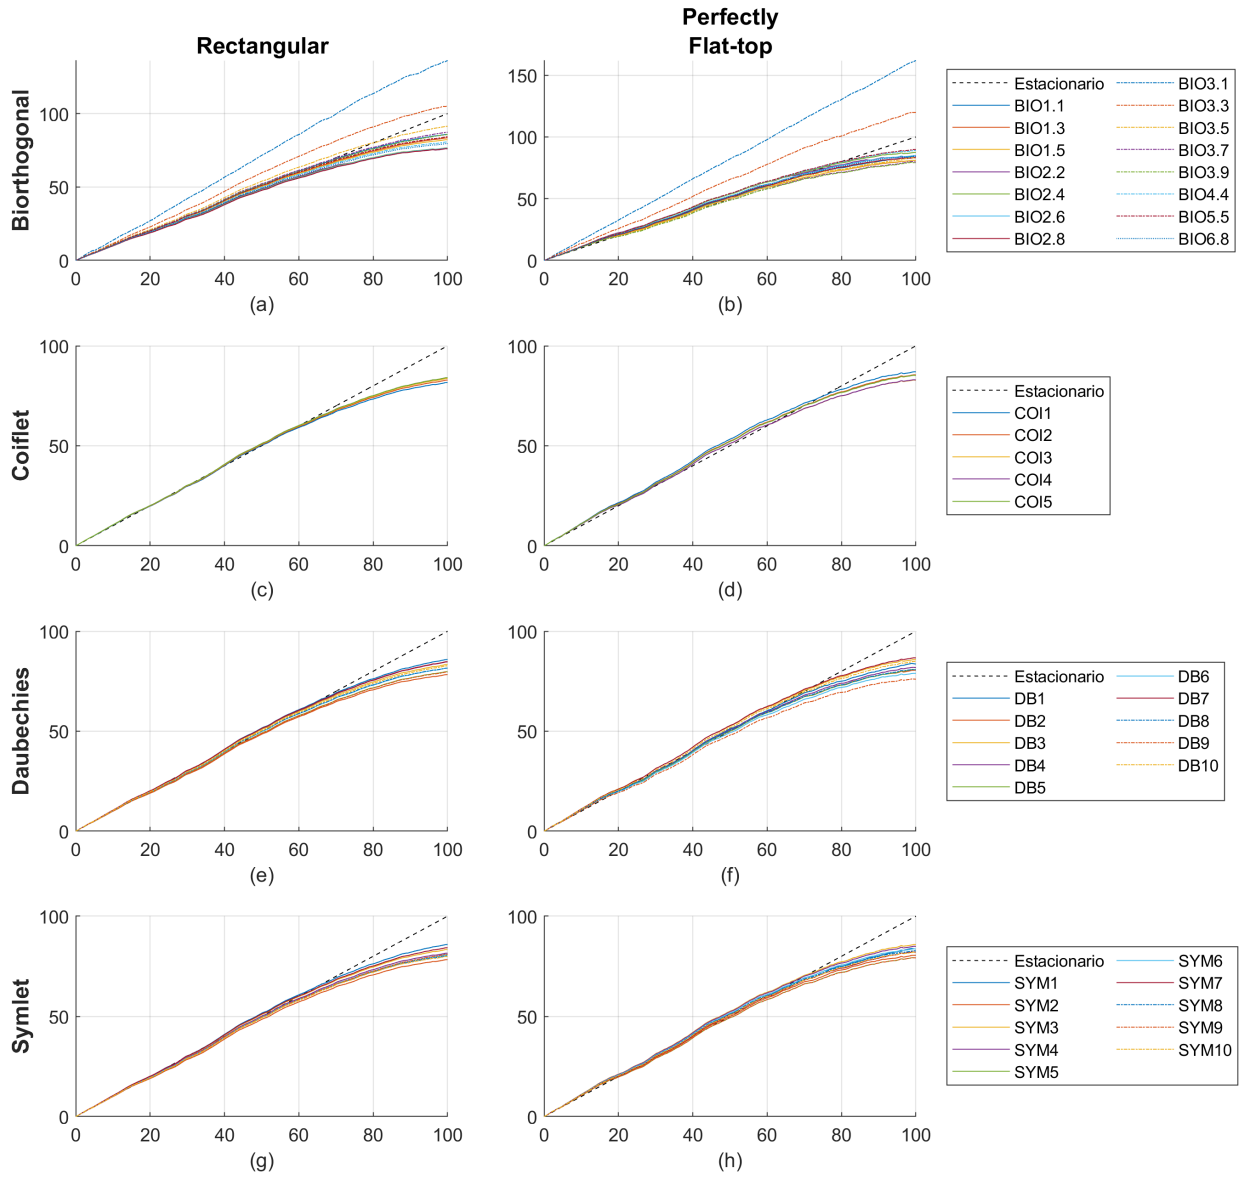 Perfectly
Rectangular Flat-top
Biorthogonal
100
50
0
0 20 40 60 80 100
(a)
150
100
50
0
0 20 40 60 80 100
(b)
Estacionario BIO3.1
BIO1.1 BIO3.3
BIO1.3 BIO3.5
BIO1.5 BIO3.7
BIO2.2 BIO3.9
BIO2.4 BIO4.4
BIO2.6 BIO5.5
BIO2.8 BIO6.8
Coiflet
100
50
0
0 20 40 60 80 100
(c)
100
50
0
0 20 40 60 80 100
(d)
Estacionario
COI1
COI2
COI3
COI4
COI5
Daubechies
100
50
0
0 20 40 60 80 100
(e)
100
50
0
0 20 40 60 80 100
(f)
Estacionario DB6
DB1 DB7
DB2 DB8
DB3 DB9
DB4 DB10
DB5
Symlet
100
50
0
0 20 40 60 80 100
(g)
100
50
0
0 20 40 60 80 100
(h)
Estacionario SYM6
SYM1 SYM7
SYM2 SYM8
SYM3 SYM9
SYM4 SYM10
SYM5